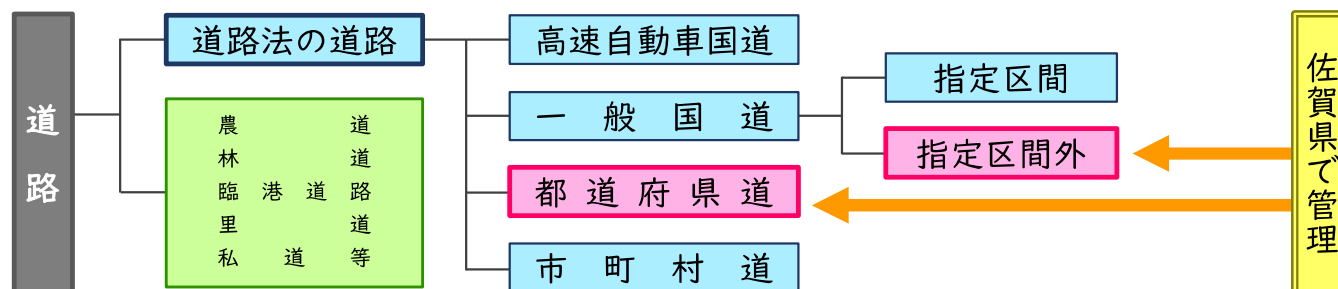 道路
道路法の道路
農道
林道
臨港道路
里道
私道等
高速自動車国道
一般国道
都道府県道
市町村道
指定区間
指定区間外
佐賀県で管理